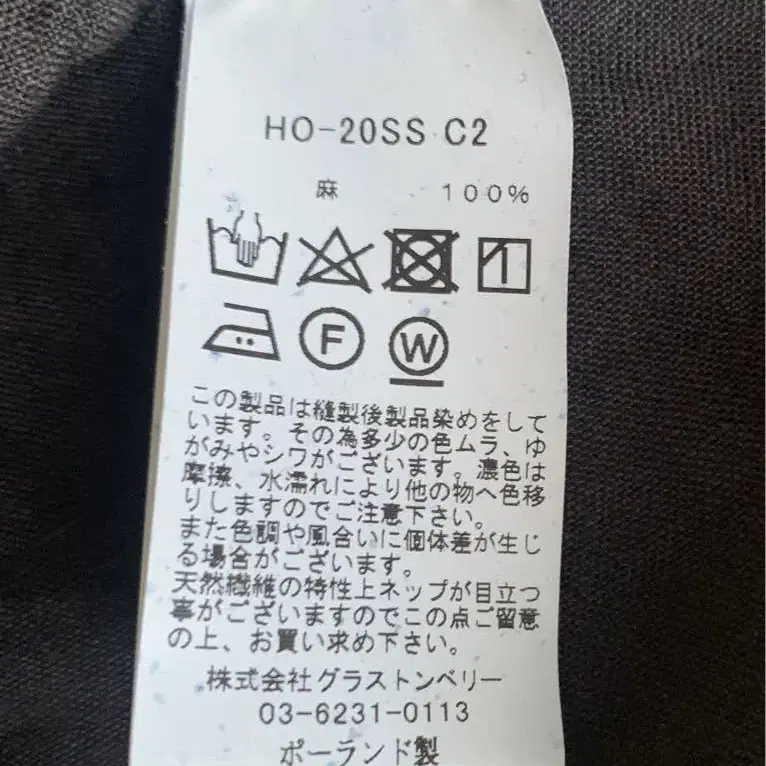 HO-20SS C2
麻 100%
F W
この製品は縫製後製品染めをして
います。その為多少の色ムラ、ゆ
がみやシワがございます。濃色は
摩擦、水濡れにより他の物へ色移
りしますのでご注意下さい。
また色調や風合いに個体差が生じ
る場合がございます。
天然繊維の特性上ネップが目立つ
事がございますのでこの点ご留意
の上、お買い求め下さい。
株式会社グラストンベリー
03-6231-0113
ポーランド製